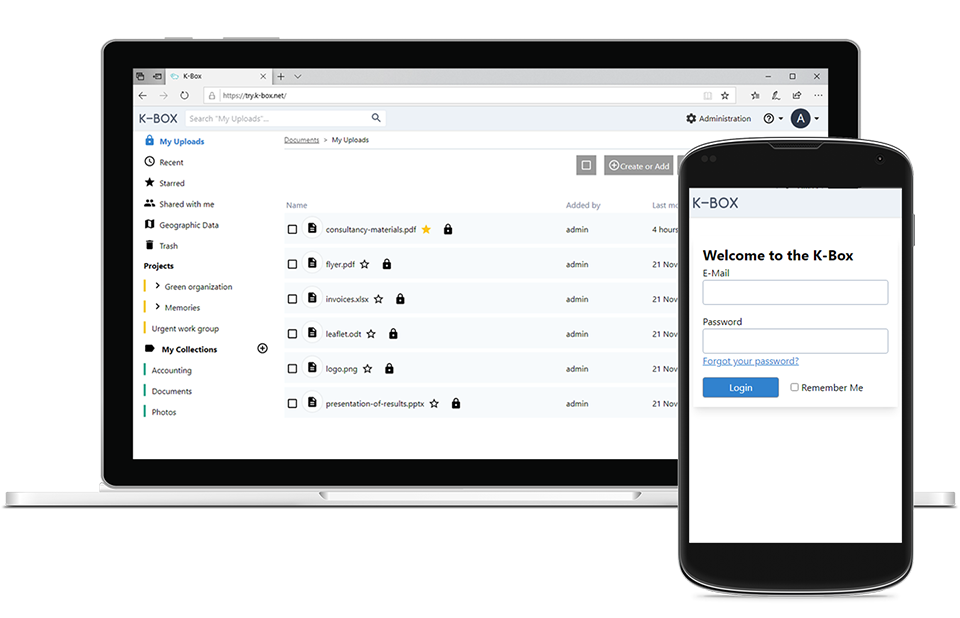 K-Box
https://try.k-box.net/
K-BOX
Search "My Uploads"...
Administration
A
My Uploads
Recent
Starred
Shared with me
Geographic Data
Trash
Projects
Green organization
Memories
Urgent work group
My Collections
Accounting
Documents
Photos
Documents > My Uploads
Create or Add
Name Added by Last mo
consultancy-materials.pdf admin 4 hours
flyer.pdf admin 21 Nov
invoices.xlsx admin 21 Nov
leaflet.odt admin 21 Nov
logo.png admin 21 Nov
presentation-of-results.pptx admin 21 Nov
K-BOX
Welcome to the K-Box
E-Mail
Password
Forgot your password?
Login
Remember Me